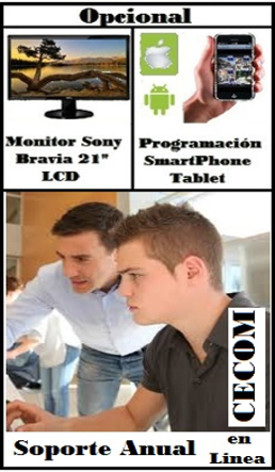 Opcional
Monitor Sony
Bravia 21"
LCD
Programación
SmartPhone
Tablet
CECOM
Soporte Anual
en
Linea